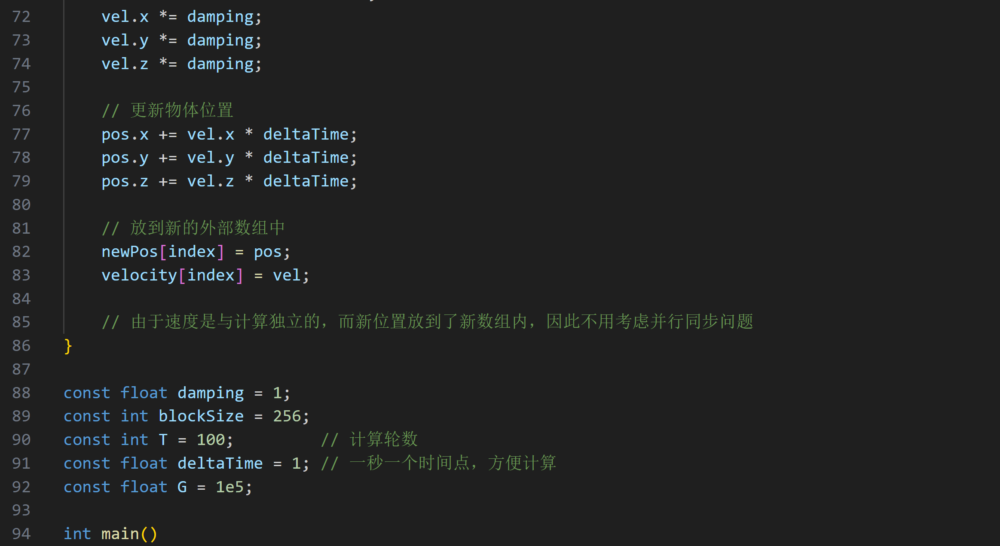 72 vel.x *= damping;
73 vel.y *= damping;
74 vel.z *= damping;
75
76 // 更新物体位置
77 pos.x += vel.x * deltaTime;
78 pos.y += vel.y * deltaTime;
79 pos.z += vel.z * deltaTime;
80
81 // 放到新的外部数组中
82 newPos[index] = pos;
83 velocity[index] = vel;
84
85 // 由于速度是与计算独立的，而新位置放到了新数组内，因此不用考虑并行同步问题
86 }
87
88 const float damping = 1;
89 const int blockSize = 256;
90 const int T = 100; // 计算轮数
91 const float deltaTime = 1; // 一秒一个时间点，方便计算
92 const float G = 1e5;
93
94 int main()